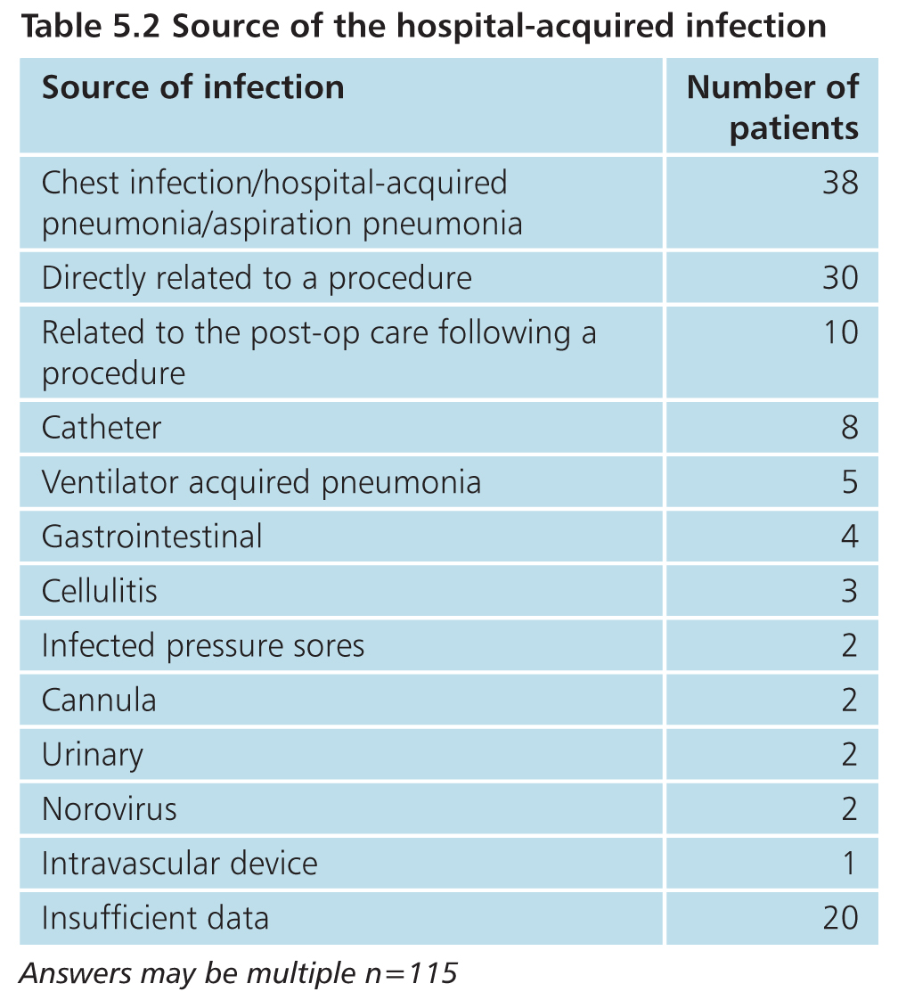 Table 5.2 Source of the hospital-acquired infection
Source of infection
Number of
patients
Chest infection/hospital-acquired
pneumonia/aspiration pneumonia
38
Directly related to a procedure
30
Related to the post-op care following a
procedure
10
Catheter
8
Ventilator acquired pneumonia
5
Gastrointestinal
4
Cellulitis
3
Infected pressure sores
2
Cannula
2
Urinary
2
Norovirus
2
Intravascular device
1
Insufficient data
20
Answers may be multiple n=115